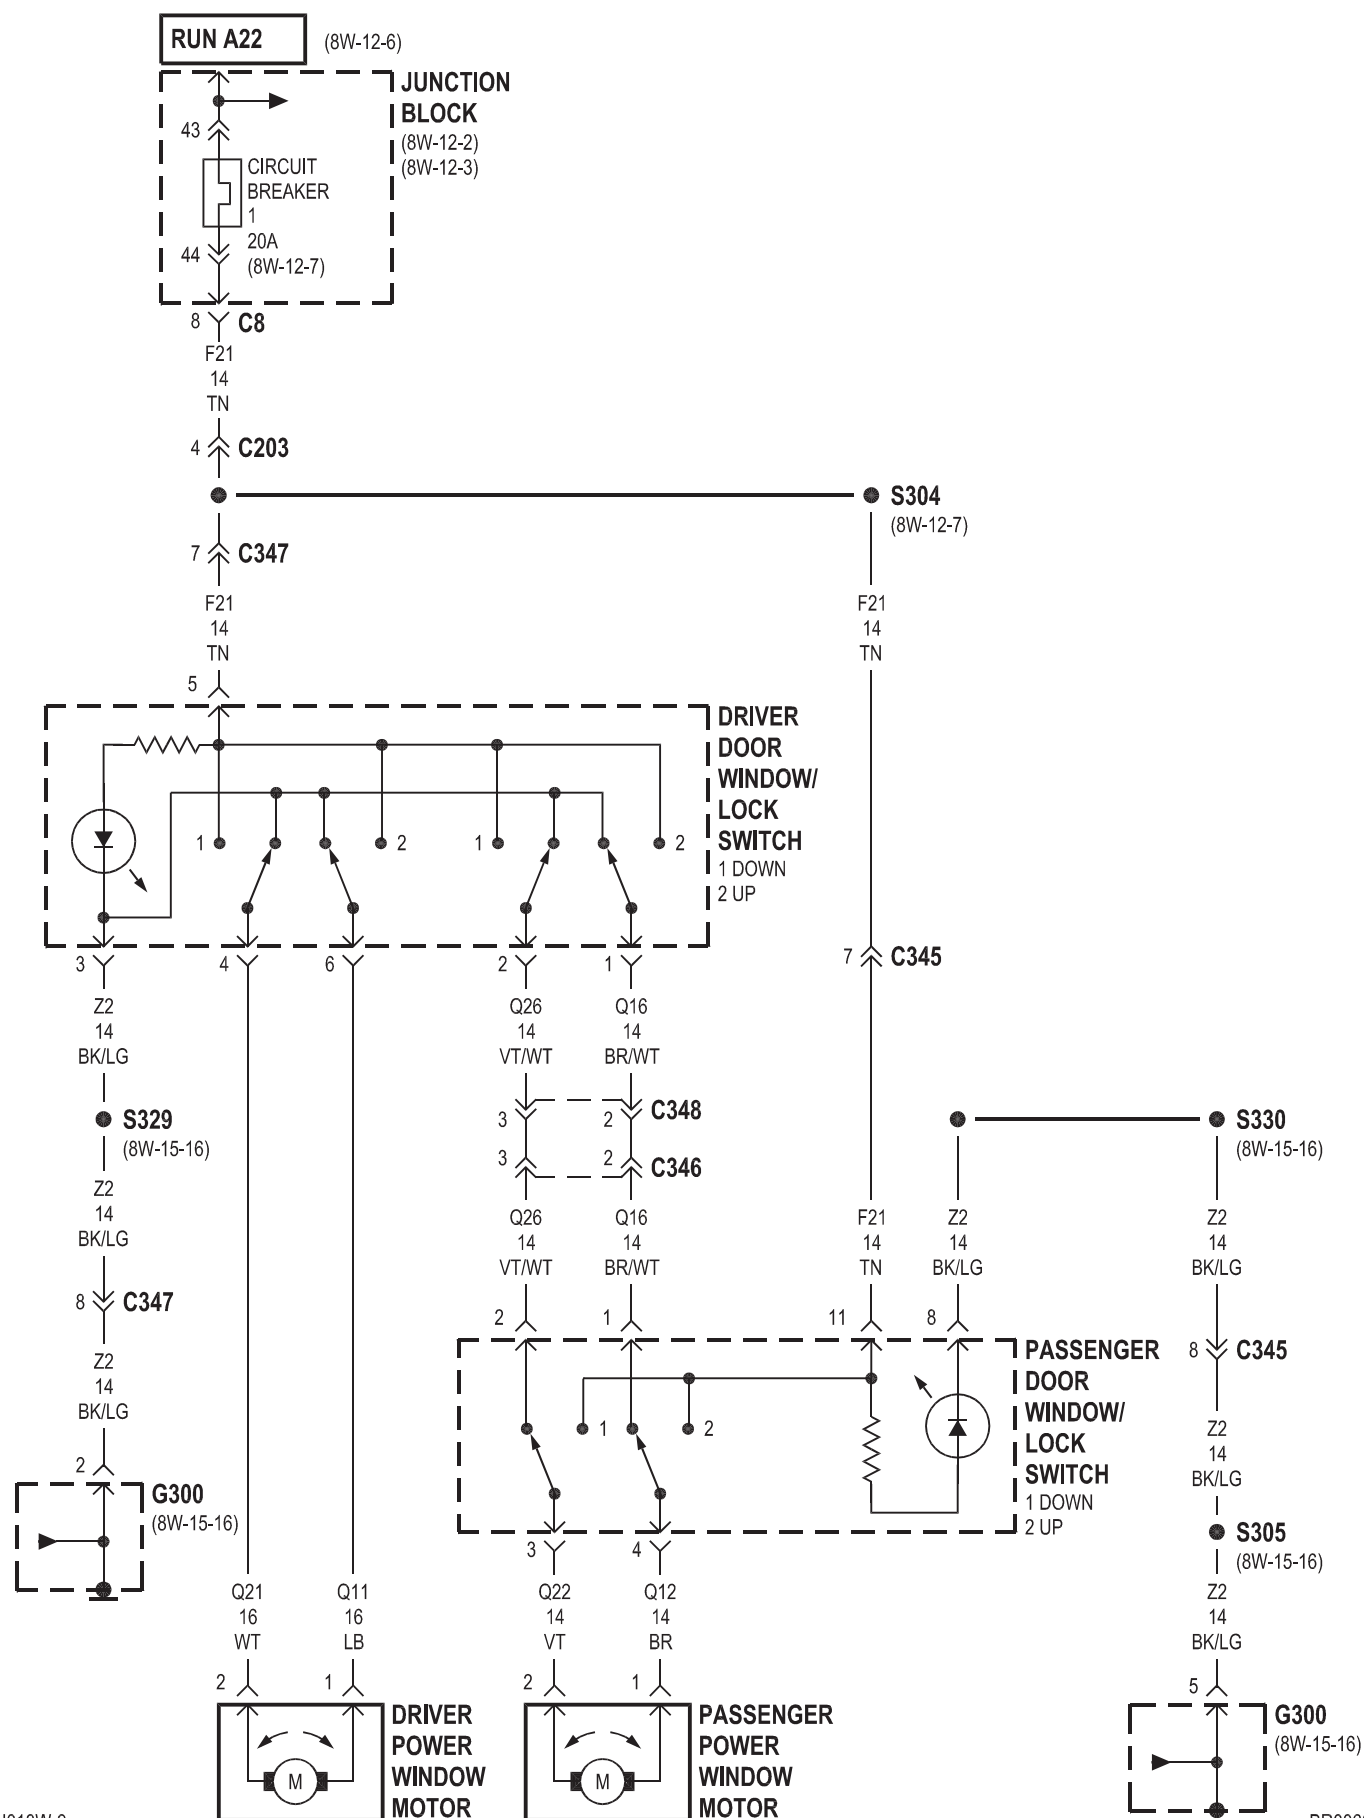 RUN A22
(8W-12-6)
JUNCTION
BLOCK
(8W-12-2)
(8W-12-3)
43
CIRCUIT
BREAKER
1
20A
(8W-12-7)
44
8
C8
F21
14
TN
4
C203
S304
(8W-12-7)
7
C347
F21
14
TN
F21
14
TN
5
DRIVER
DOOR
WINDOW/
LOCK
SWITCH
1 DOWN
2 UP
1
2
1
2
3
4
6
2
1
7
C345
Z2
14
BK/LG
Q26
14
VT/WT
Q16
14
BR/WT
S329
(8W-15-16)
3
2
C348
3
2
C346
S330
(8W-15-16)
Z2
14
BK/LG
Q26
14
VT/WT
Q16
14
BR/WT
F21
14
TN
Z2
14
BK/LG
Z2
14
BK/LG
8
C347
2
1
11
8
PASSENGER
DOOR
WINDOW/
LOCK
SWITCH
1 DOWN
2 UP
8
C345
Z2
14
BK/LG
1
2
Z2
14
BK/LG
2
G300
(8W-15-16)
S305
(8W-15-16)
3
4
Q21
16
WT
Q11
16
LB
Q22
14
VT
Q12
14
BR
Z2
14
BK/LG
2
1
2
1
5
DRIVER
POWER
WINDOW
MOTOR
M
PASSENGER
POWER
WINDOW
MOTOR
M
G300
(8W-15-16)